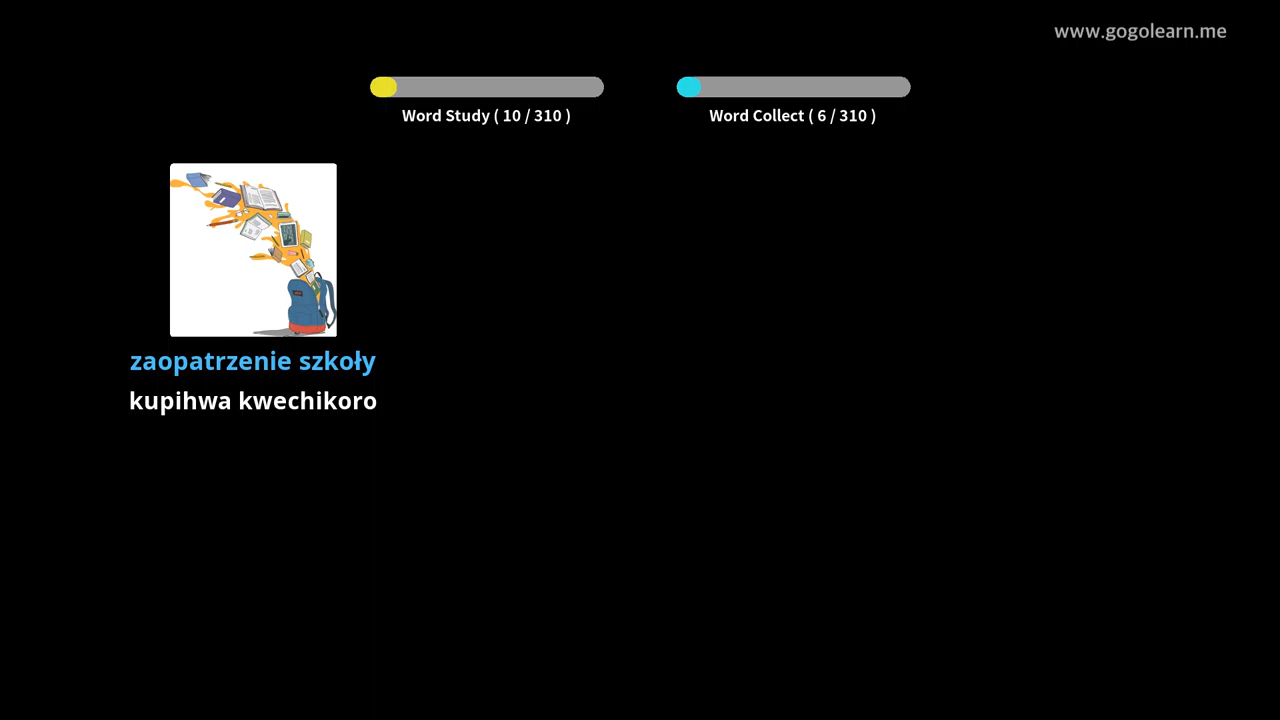 www.gogolearn.me
Word Study ( 10 / 310 )
Word Collect ( 6 / 310 )
zaopatrzenie szkoły
kupihwa kwechikoro